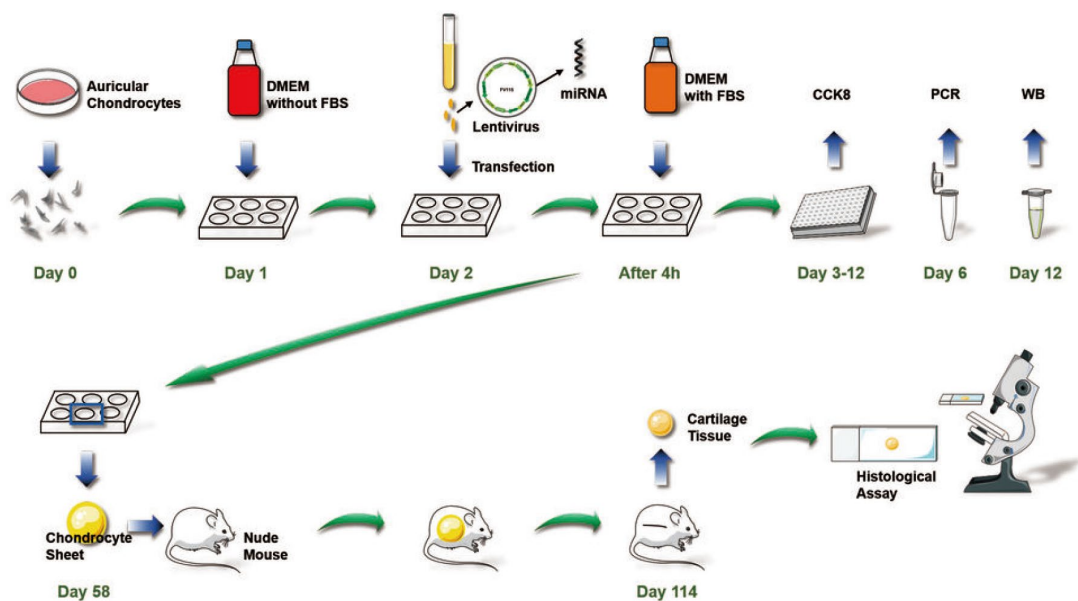 Auricular
Chondrocytes
DMEM
without FBS
miRNA
Lentivirus
Transfection
DMEM
with FBS
CCK8
PCR
WB
Day 0
Day 1
Day 2
After 4h
Day 3-12
Day 6
Day 12
Chondrocyte
Sheet
Nude
Mouse
Cartilage
Tissue
Histological
Assay
Day 58
Day 114